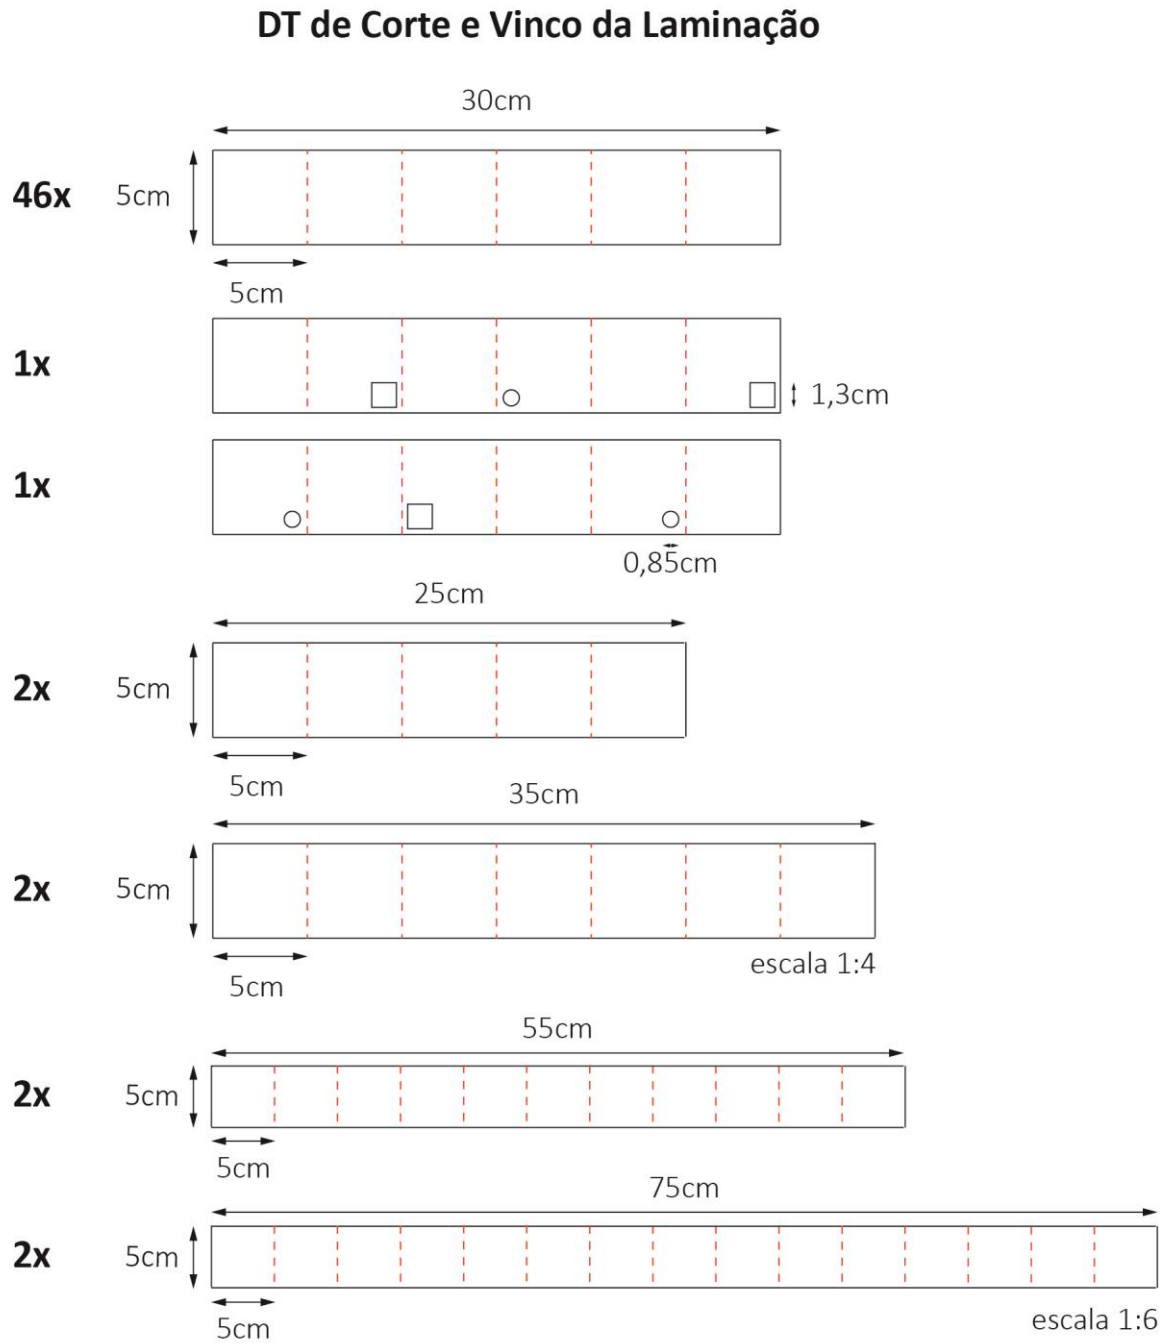 DT de Corte e Vinco da Laminação
30cm
46x
5cm
5cm
1x
1,3cm
1x
0,85cm
25cm
2x
5cm
5cm
35cm
2x
5cm
escala 1:4
5cm
55cm
2x
5cm
5cm
75cm
2x
5cm
escala 1:6
5cm